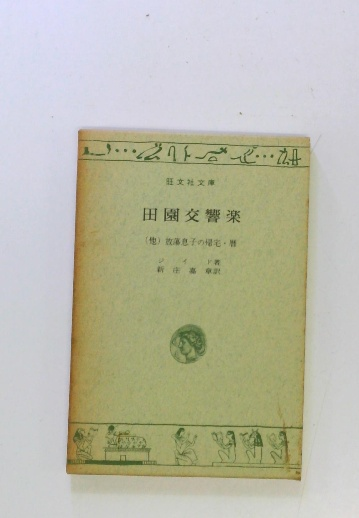 旺文社文庫
田園交響楽
(他) 放蕩息子の帰宅・暦
ジイド著
新庄嘉章訳